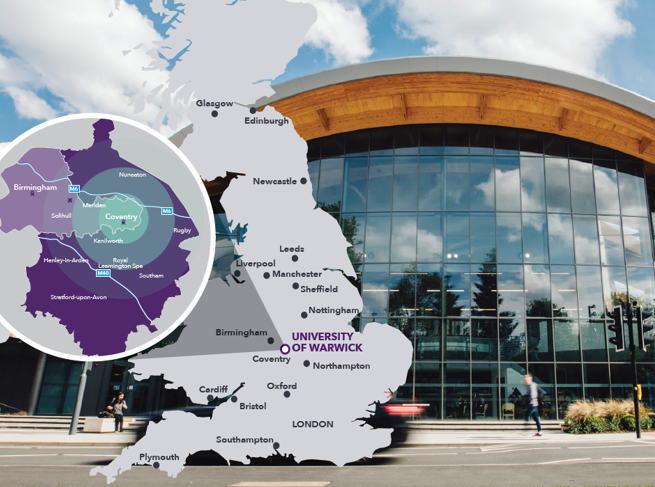 Glasgow
Edinburgh
Newcastle
Leeds
Liverpool
Manchester
Sheffield
Nottingham
Birmingham
UNIVERSITY
OF WARWICK
Coventry
Northampton
Cardiff
Oxford
Bristol
LONDON
Southampton
Plymouth
Nuneaton
Birmingham
M6
Meriden
M6
Solihull
Coventry
Rugby
Kenilworth
Henley-in-Arden
Royal
Leamington Spa
M40
Southam
Stratford-upon-Avon